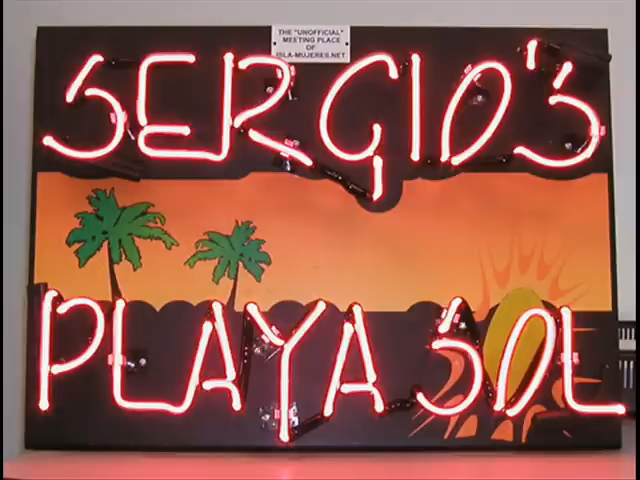 THE "UNOFFICIAL"
MEETING PLACE
OF
ISLA-MUJERES.NET
SERGIO'S
PLAYA SOL